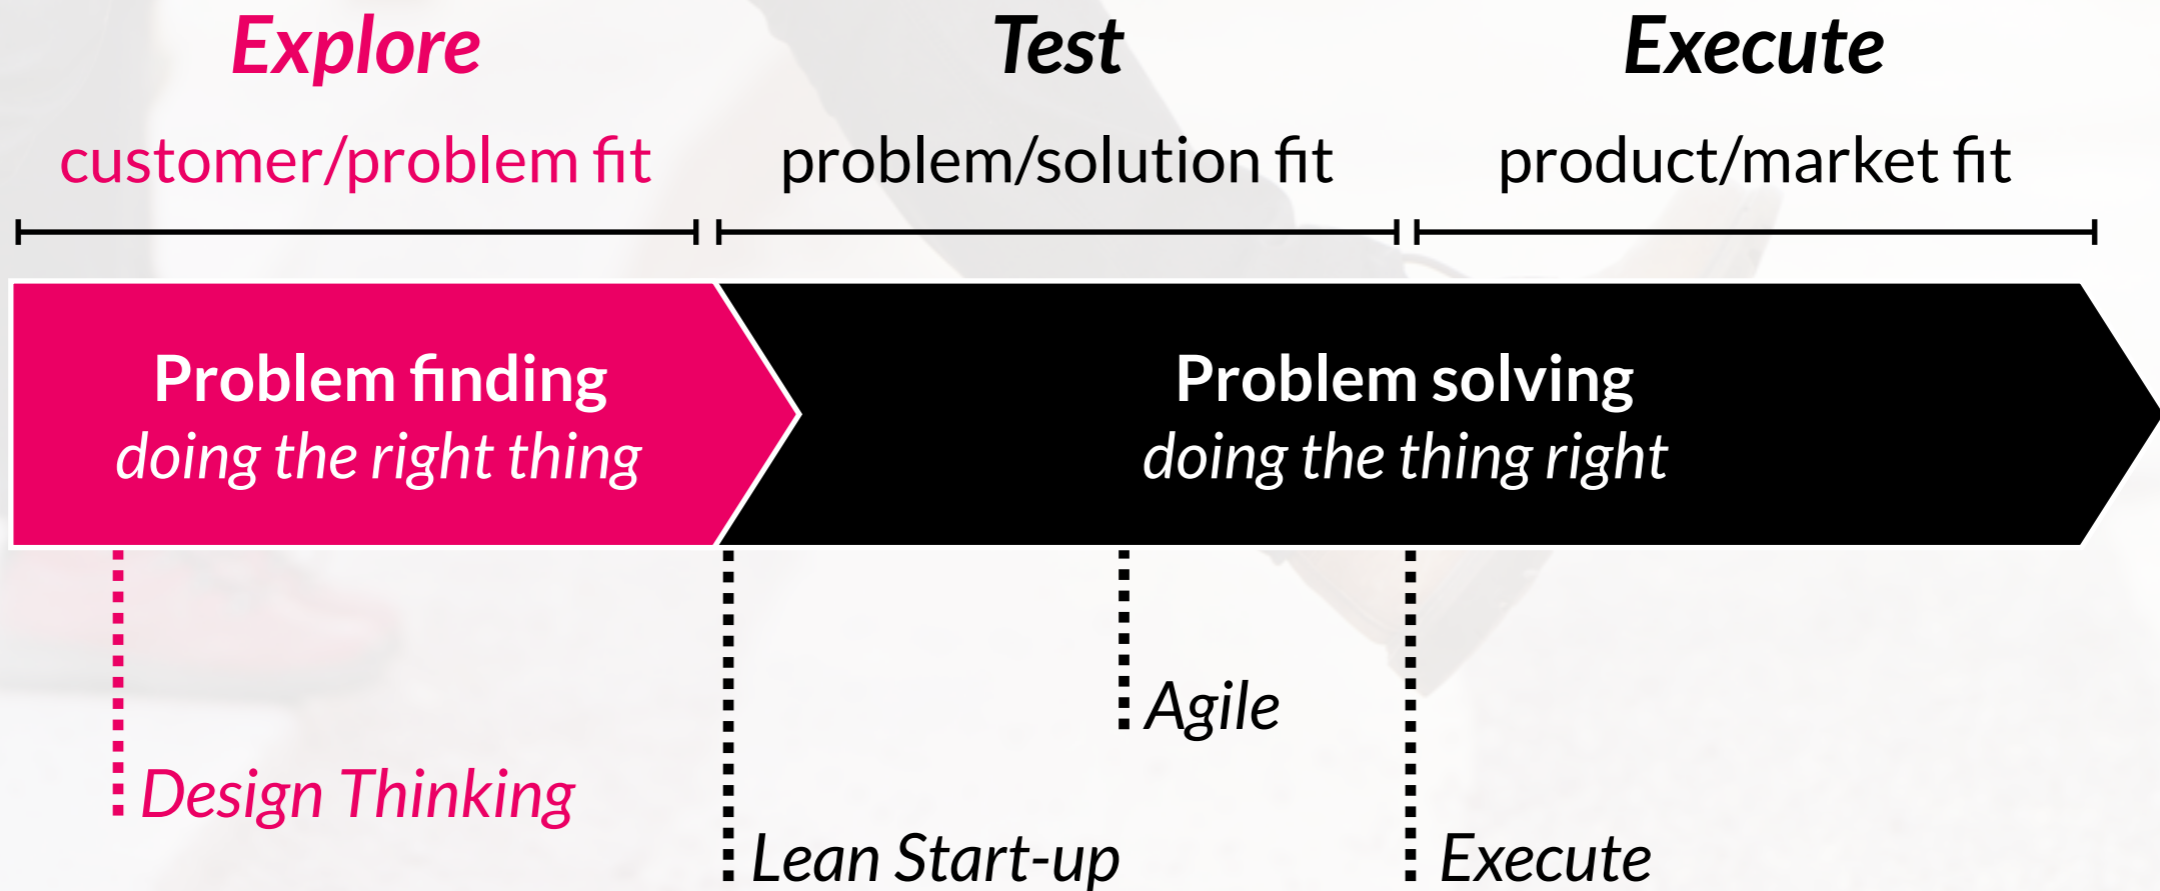 Explore
Test
Execute
customer/problem fit
problem/solution fit
product/market fit
Problem finding
doing the right thing
Problem solving
doing the thing right
Agile
Design Thinking
Lean Start-up
Execute